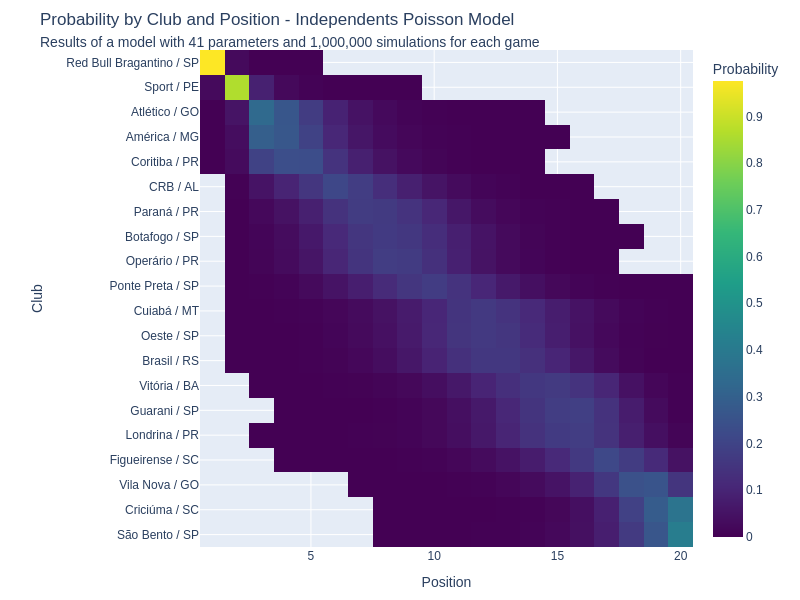 Probability by Club and Position - Independents Poisson Model
Results of a model with 41 parameters and 1,000,000 simulations for each game
Probability
Red Bull Bragantino / SP
Sport / PE
Atlético / GO
América / MG
Coritiba / PR
CRB / AL
Paraná / PR
Botafogo / SP
Operário / PR
Ponte Preta / SP
Cuiabá / MT
Oeste / SP
Brasil / RS
Vitória / BA
Guarani / SP
Londrina / PR
Figueirense / SC
Vila Nova / GO
Criciúma / SC
São Bento / SP
Club
5
10
15
20
Position
0.9
0.8
0.7
0.6
0.5
0.4
0.3
0.2
0.1
0